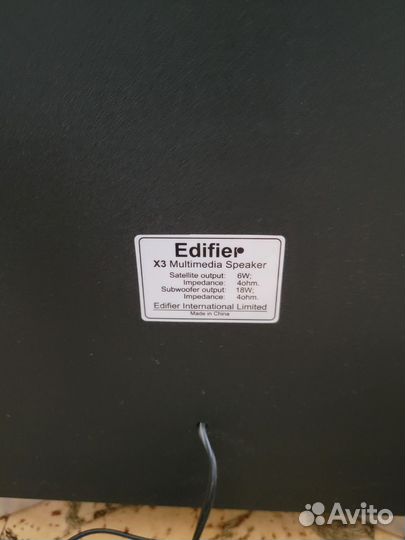 Edifier
X3 Multimedia Speaker
Satellite output: 6W;
Impedance: 4ohm.
Subwoofer output: 18W;
Impedance: 4ohm.
Edifier International Limited
Made in China
Avito